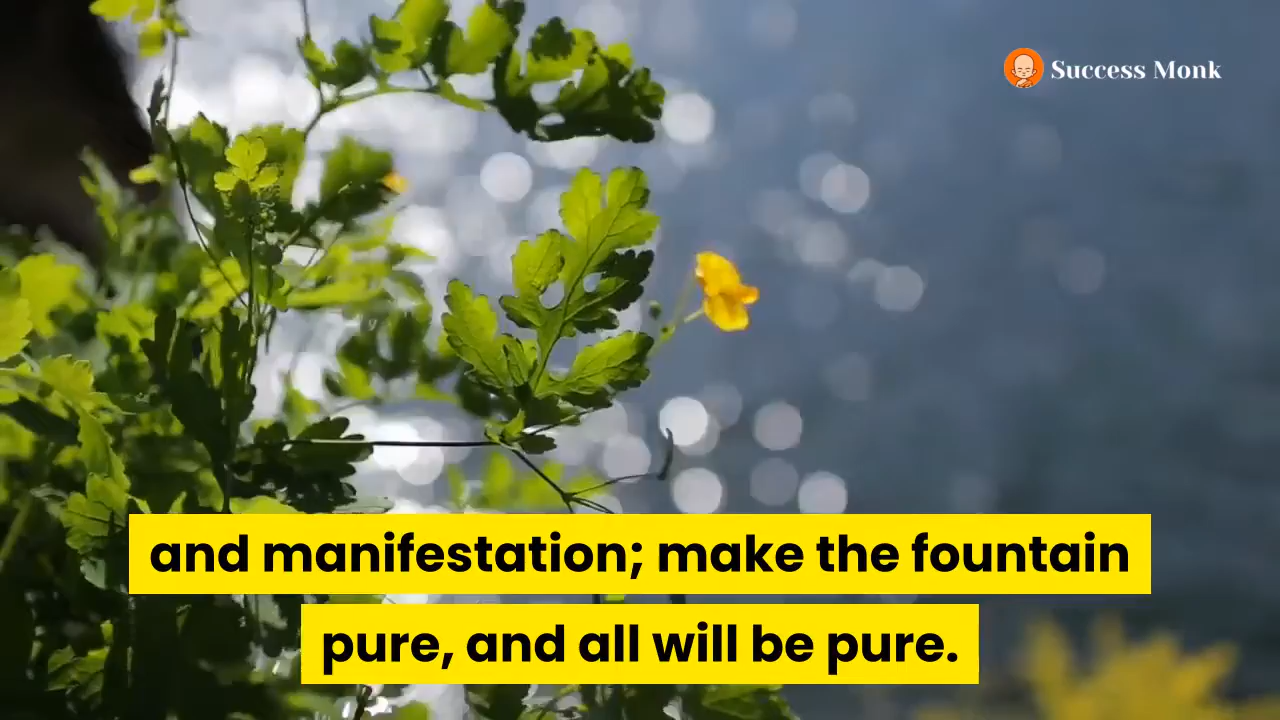 Success Monk
and manifestation; make the fountain
pure, and all will be pure.